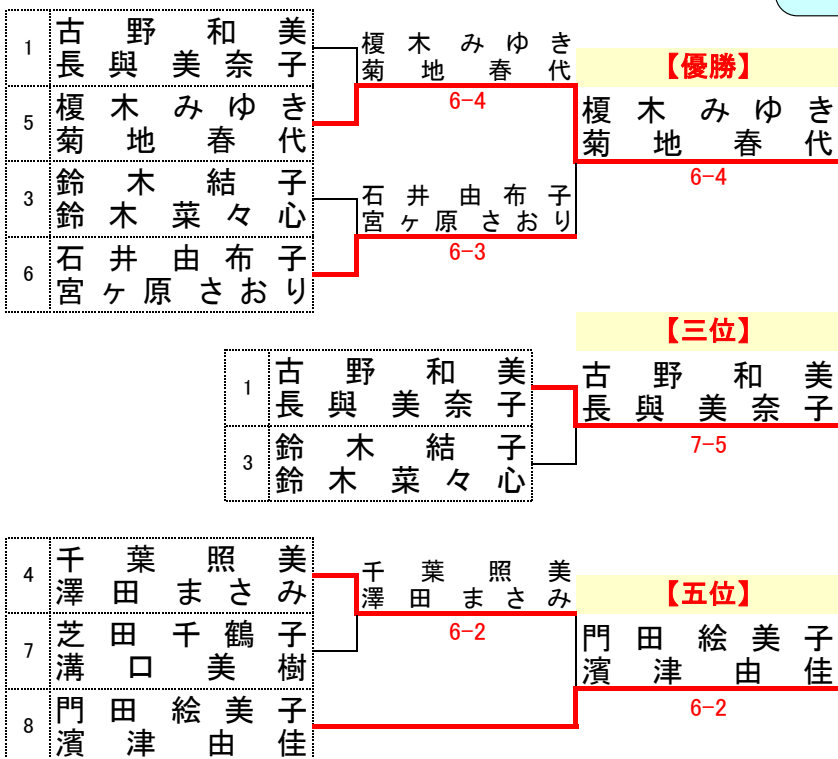 1 古野和美
長與美奈子
5 榎木みゆき
菊地春代
3 鈴木結子
鈴木菜々心
6 石井由布子
宮ヶ原さおり
榎木みゆき
菊地春代
6-4
石井由布子
宮ヶ原さおり
6-3
【優勝】
榎木みゆき
菊地春代
6-4
1 古野和美
長與美奈子
3 鈴木結子
鈴木菜々心
【三位】
古野和美
長與美奈子
7-5
4 千葉照美
澤田まさみ
7 芝田千鶴子
溝口美樹
8 門田絵美子
濱津由佳
千葉照美
澤田まさみ
6-2
【五位】
門田絵美子
濱津由佳
6-2